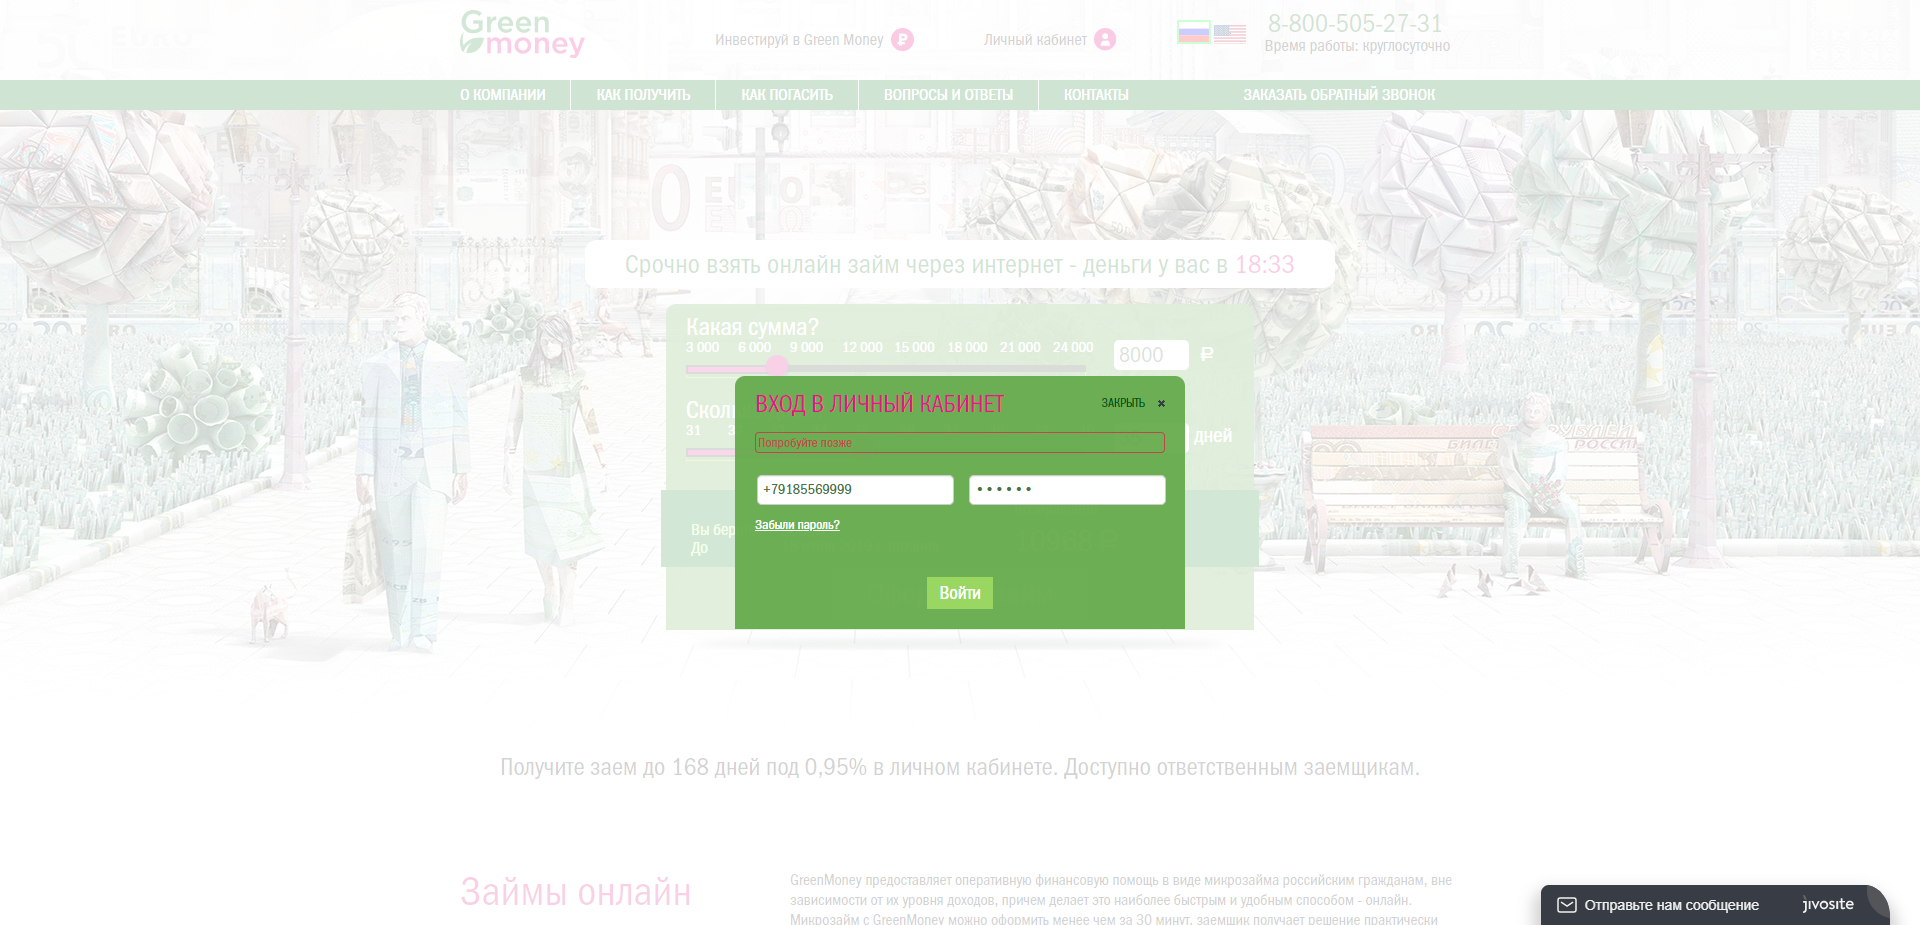 Green
money
Инвестируй в Green Money
Личный кабинет
8-800-505-27-31
Время работы: круглосуточно
О КОМПАНИИ
КАК ПОЛУЧИТЬ
КАК ПОГАСИТЬ
ВОПРОСЫ И ОТВЕТЫ
КОНТАКТЫ
ЗАКАЗАТЬ ОБРАТНЫЙ ЗВОНОК
Срочно взять онлайн займ через интернет - деньги у вас в 18:33
Какая сумма?
3 000 6 000 9 000 12 000 15 000 18 000 21 000 24 000
8000 ₽
31
дней
Вы
До
ВХОД В ЛИЧНЫЙ КАБИНЕТ
ЗАКРЫТЬ ×
Попробуйте позже
+79185569999
••••••
Забыли пароль?
Войти
Получите заем до 168 дней под 0,95% в личном кабинете. Доступно ответственным заемщикам.
Займы онлайн
GreenMoney предоставляет оперативную финансовую помощь в виде микрозайма российским гражданам, вне
зависимости от их уровня доходов, причем делает это наиболее быстрым и удобным способом - онлайн.
Микрозайм с GreenMoney можно оформить менее чем за 30 минут, заемщик получает решение практически
Отправьте нам сообщение
jivosite